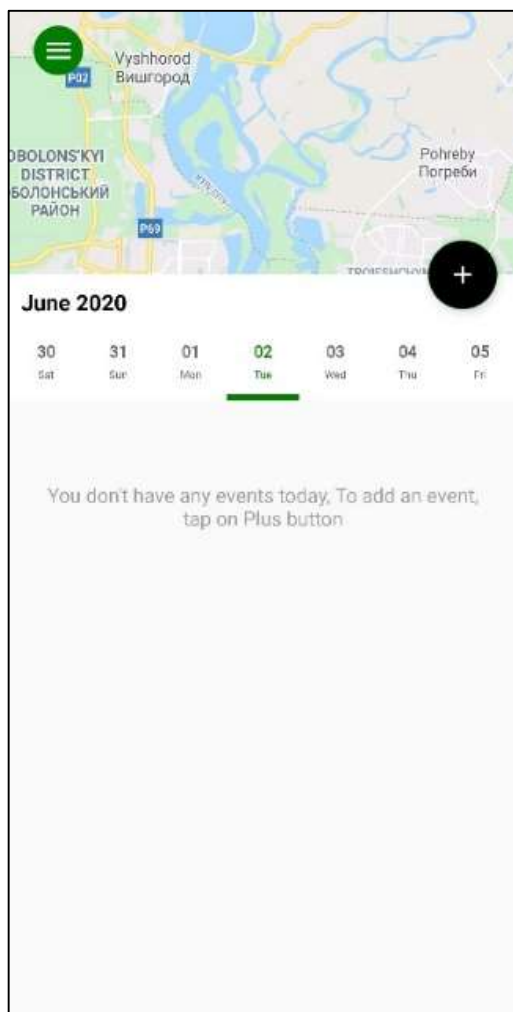 Vyshhorod
Вишгород
P02
OBOLONS'KYI
DISTRICT
ОБОЛОНСЬКИЙ
РАЙОН
Pohreby
Погреби
P69
+
June 2020
30 31 01 02 03 04 05
Sat Sun Mon Tue Wed Thu Fri
You don't have any events today, To add an event,
tap on Plus button